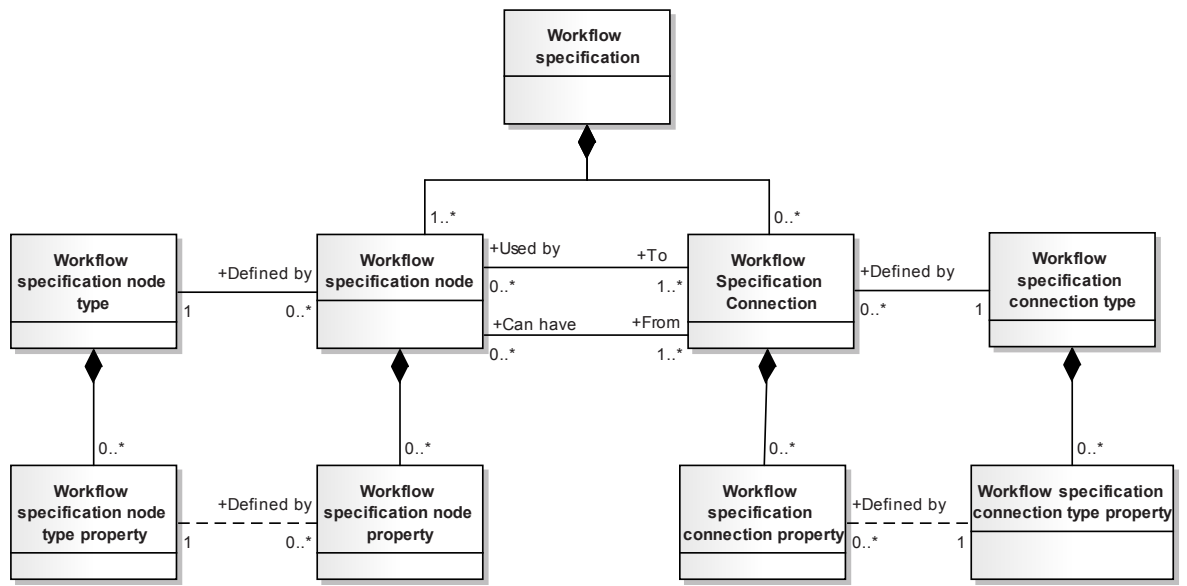 Workflow
specification
1..*
0..*
Workflow
specification node
type
+Defined by
1
0..*
Workflow
specification node
+Used by
+To
0..*
1..*
+Can have
+From
0..*
1..*
Workflow
Specification
Connection
+Defined by
0..*
1
Workflow
specification
connection type
0..*
0..*
0..*
0..*
Workflow
specification node
type property
+Defined by
1
0..*
Workflow
specification node
property
Workflow
specification
connection property
+Defined by
0..*
1
Workflow specification
connection type property